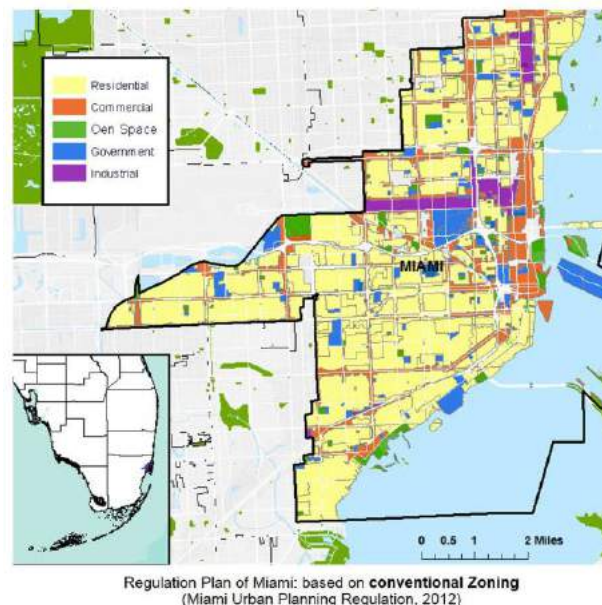 Residential
Commercial
Oen Space
Government
Industrial
MIAMI
0 0.5 1 2 Miles
Regulation Plan of Miami: based on conventional Zoning
(Miami Urban Planning Regulation, 2012)